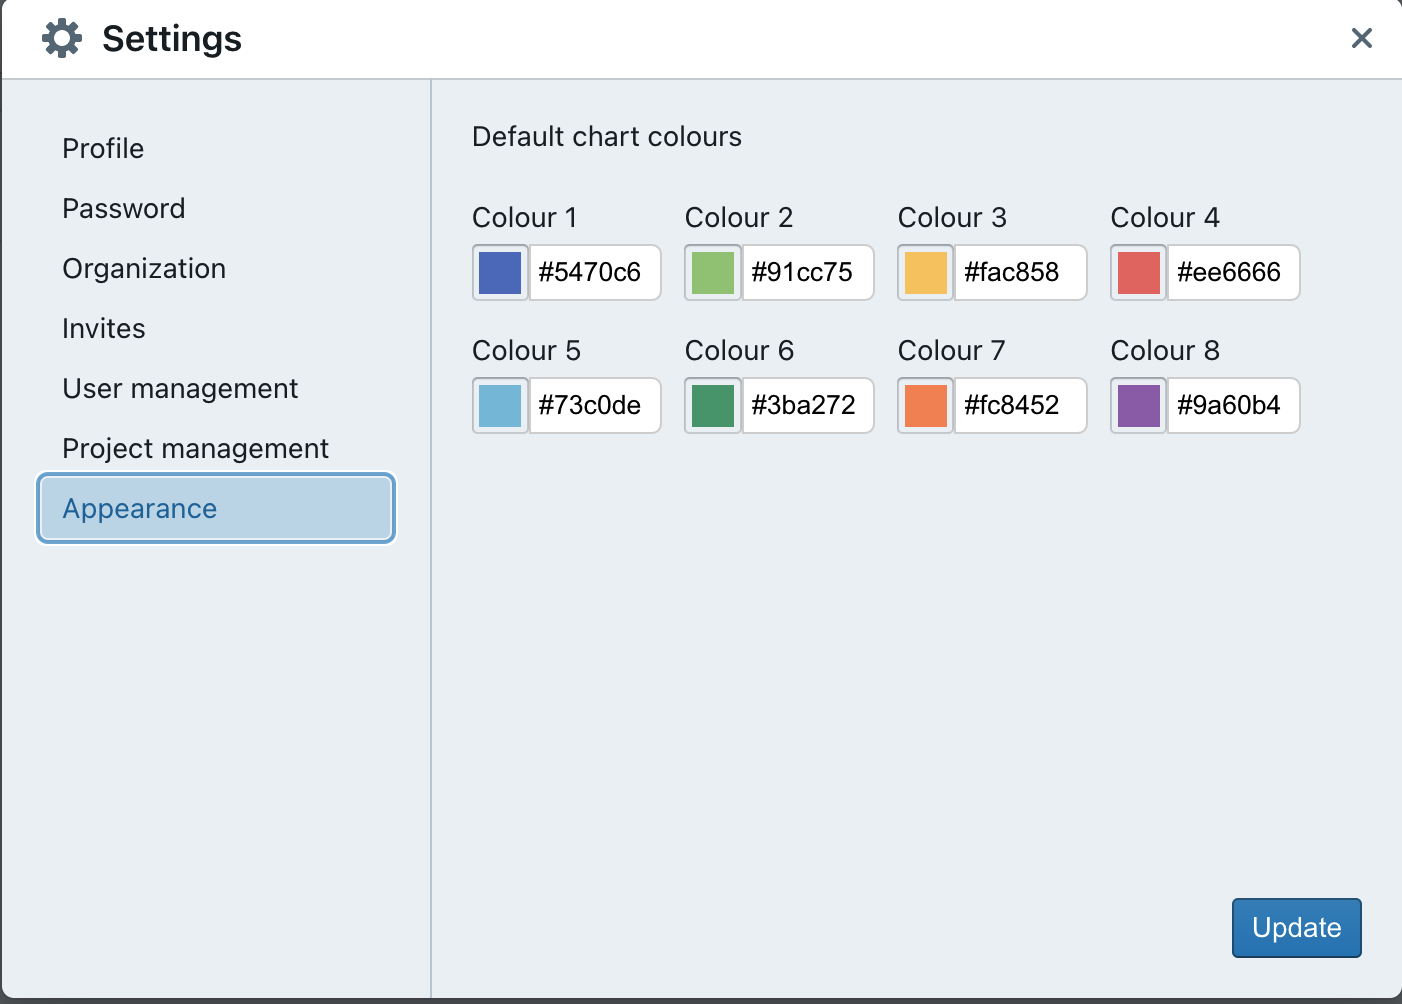 Settings
Profile
Password
Organization
Invites
User management
Project management
Appearance
Default chart colours
Colour 1 Colour 2 Colour 3 Colour 4
#5470c6 #91cc75 #fac858 #ee6666
Colour 5 Colour 6 Colour 7 Colour 8
#73c0de #3ba272 #fc8452 #9a60b4
Update